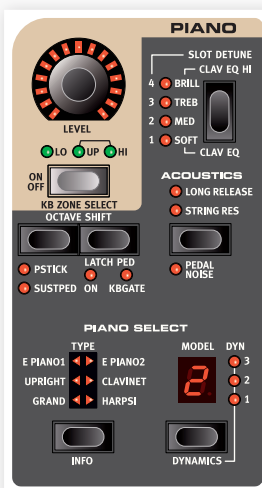 PIANO
SLOT DETUNE
CLAV EQ HI
4 BRILL
3 TREB
2 MED
1 SOFT
CLAV EQ
LEVEL
LO UP HI
ON
OFF
KB ZONE SELECT
ACOUSTICS
LONG RELEASE
STRING RES
OCTAVE SHIFT
LATCH PED
PSTICK
SUSTPED ON KBGATE
PEDAL
NOISE
PIANO SELECT
TYPE MODEL DYN
E PIANO1 E PIANO2 3
UPRIGHT CLAVINET 2 2
GRAND HARPSI 1
INFO DYNAMICS